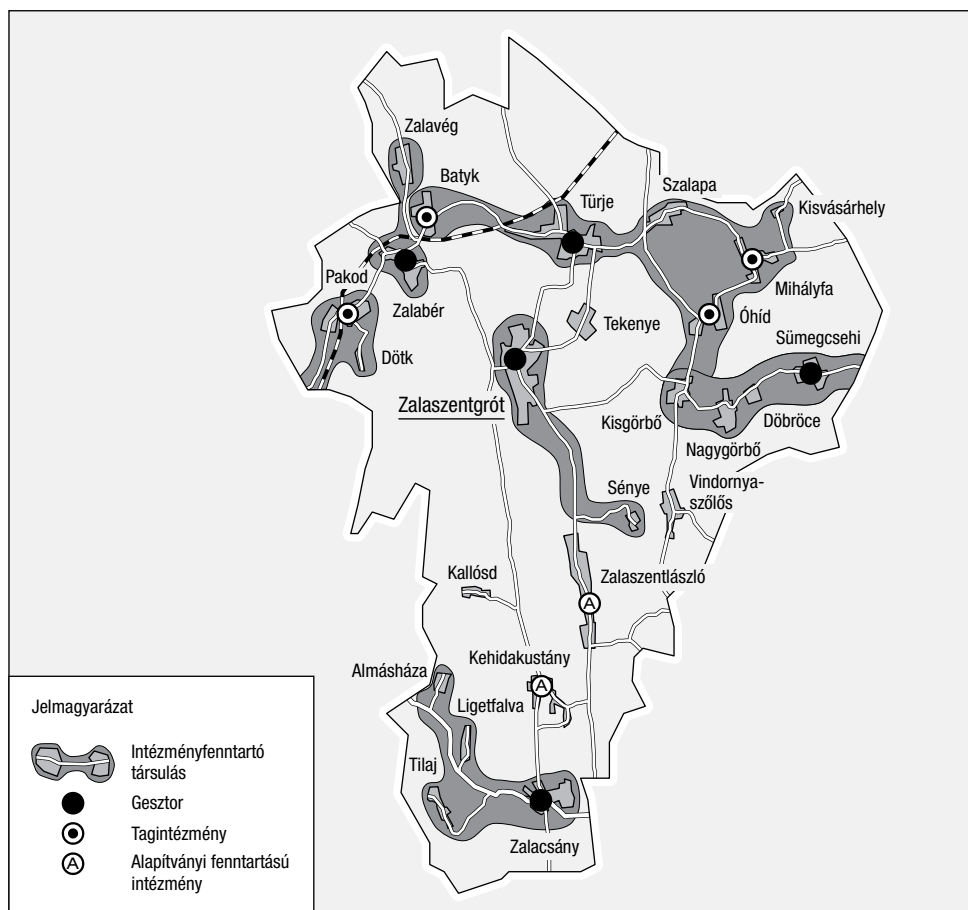 Zalavég
Batyk
Türje
Szalapa
Kisvásárhely
Pakod
Zalabér
Mihályfa
Óhíd
Tekenye
Dötk
Sümegcsehi
Zalaszentgrót
Kisgörbő
Döbröce
Nagygörbő
Sénye
Vindornya-
szőlős
Kallósd
Zalaszentlászló
A
Almásháza
Kehidakustány
A
Ligetfalva
Tilaj
Zalacsány
Jelmagyarázat
Intézményfenntartó
társulás
Gesztor
Tagintézmény
A
Alapítványi fenntartású
intézmény